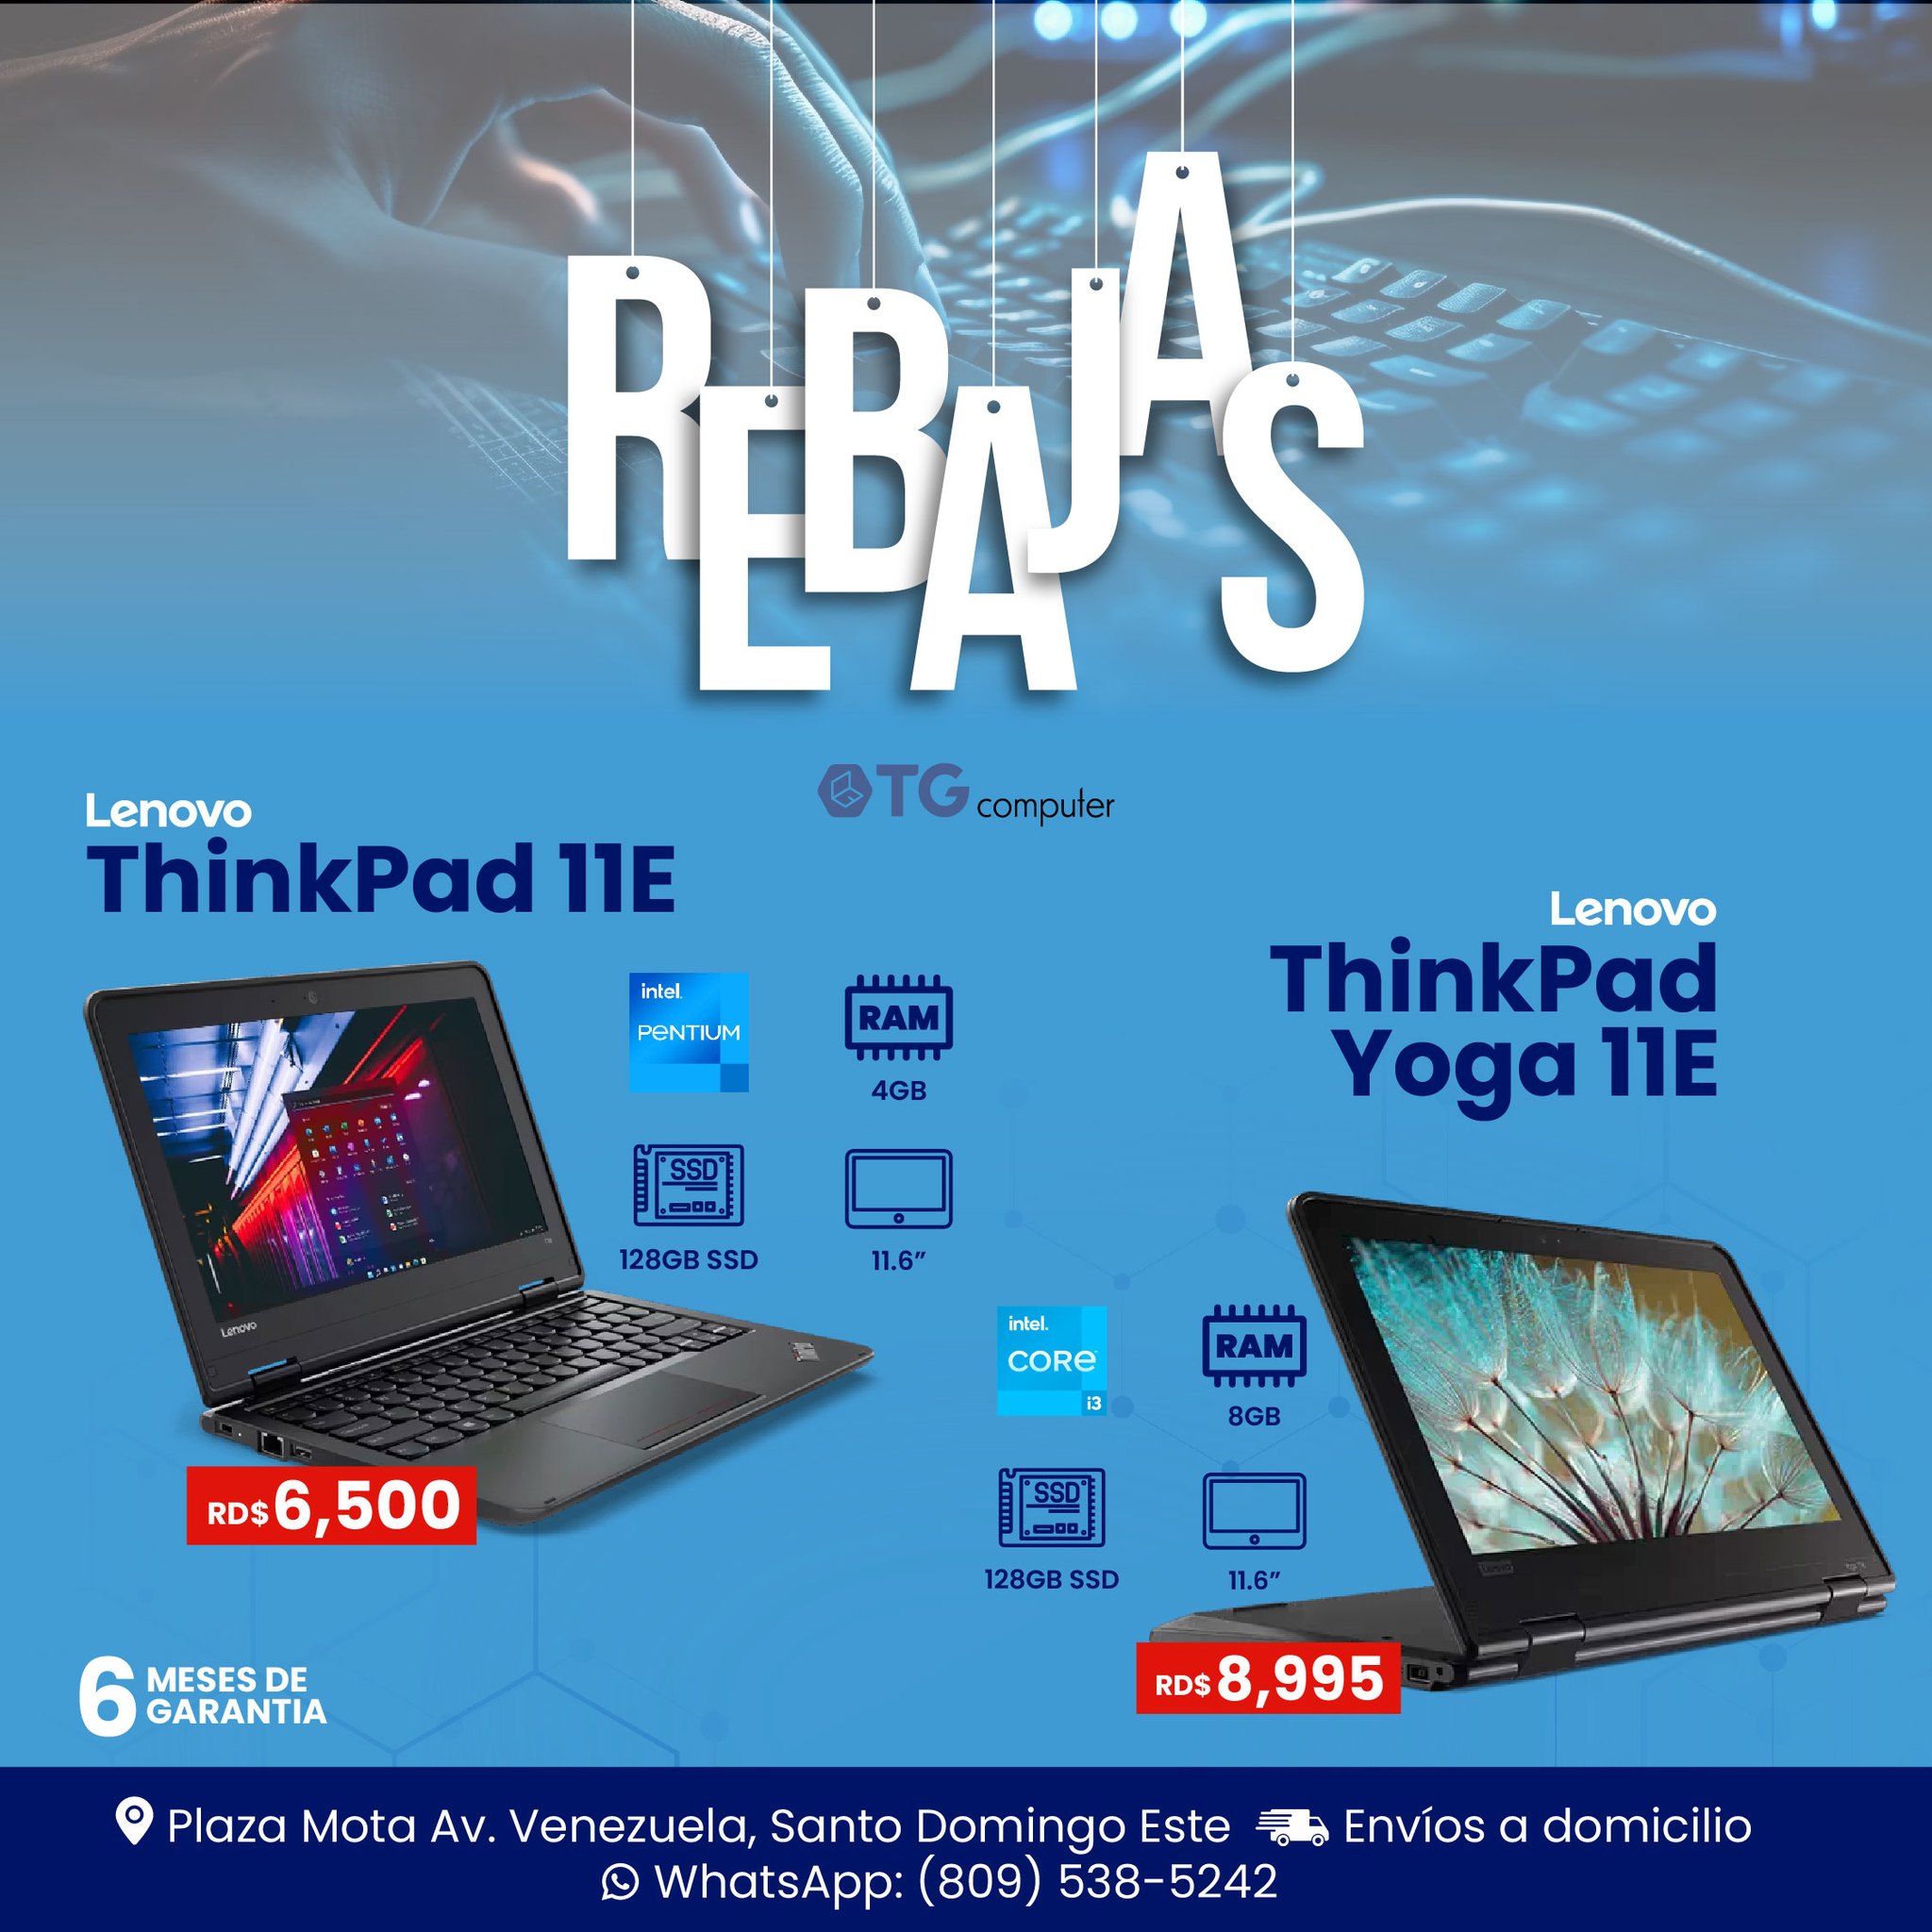 REBAJAS
TG computer
Lenovo
ThinkPad 11E
intel.
PENTIUM
RAM
4GB
SSD
128GB SSD
11.6”
Lenovo
RD$6,500
Lenovo
ThinkPad
Yoga 11E
intel.
CORE
i3
RAM
8GB
SSD
128GB SSD
11.6”
RD$8,995
6 MESES DE
GARANTIA
Plaza Mota Av. Venezuela, Santo Domingo Este Envíos a domicilio
WhatsApp: (809) 538-5242